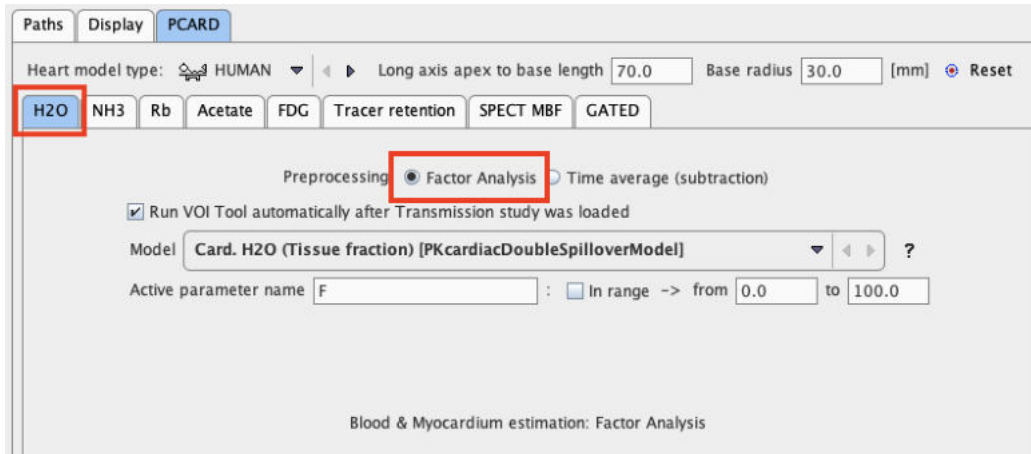 Paths Display PCARD
Heart model type: HUMAN Long axis apex to base length 70.0 Base radius 30.0 [mm] Reset
H2O NH3 Rb Acetate FDG Tracer retention SPECT MBF GATED
Preprocessing Factor Analysis Time average (subtraction)
Run VOI Tool automatically after Transmission study was loaded
Model Card. H2O (Tissue fraction) [PKcardiacDoubleSpilloverModel] ?
Active parameter name F : In range -> from 0.0 to 100.0
Blood & Myocardium estimation: Factor Analysis